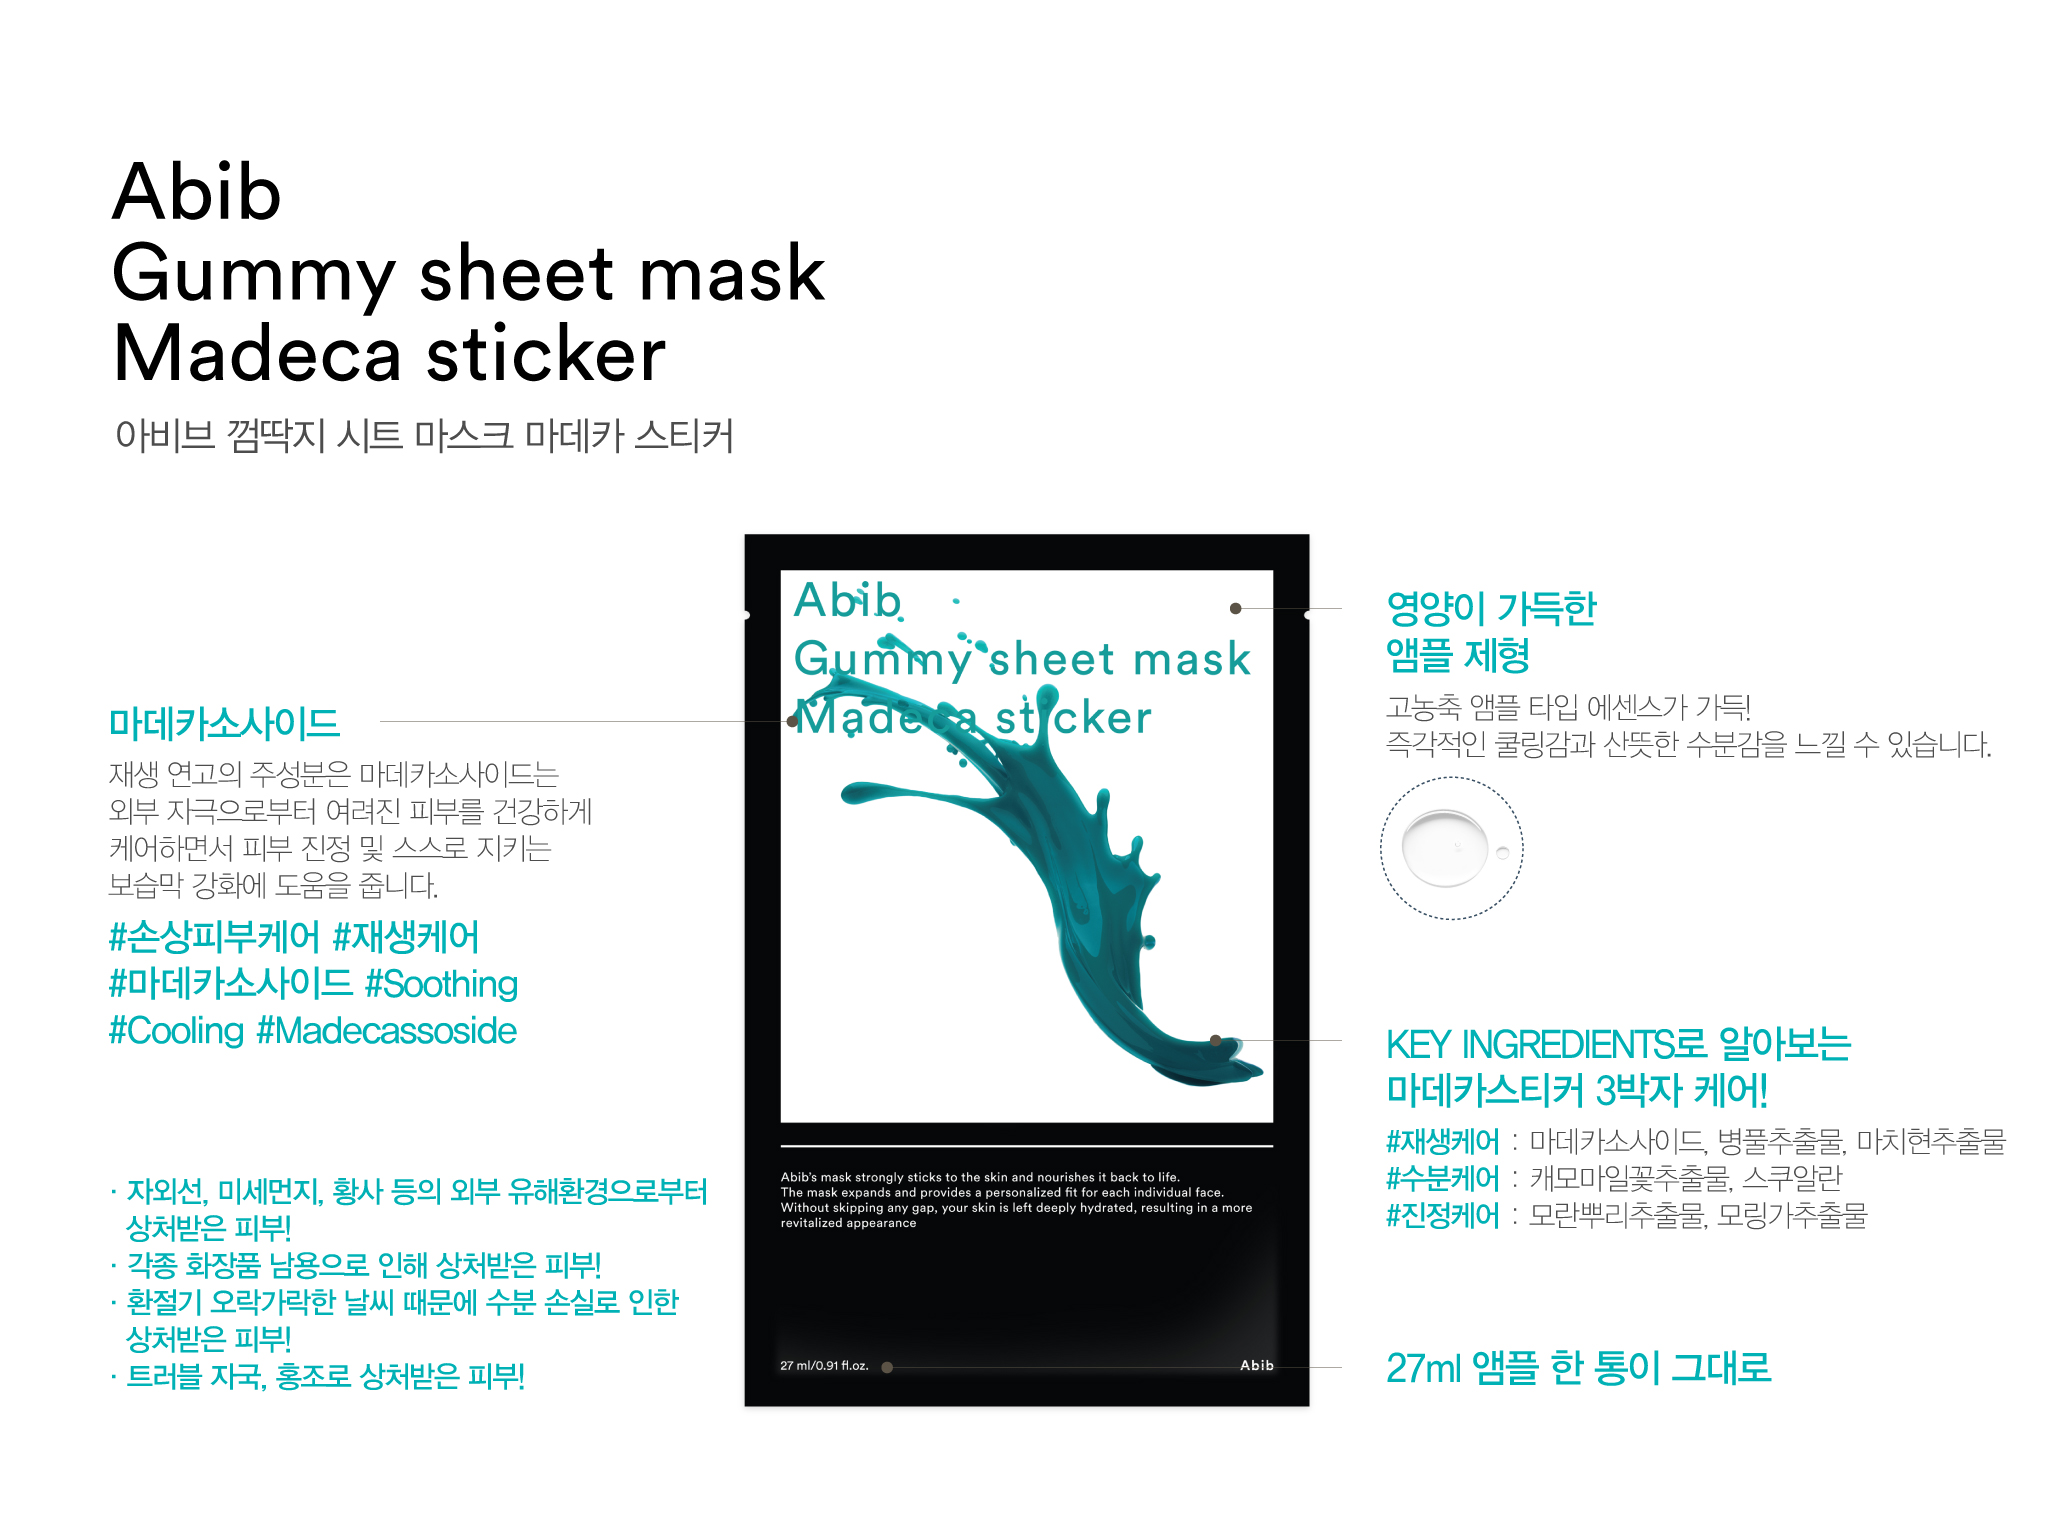 Abib
Gummy sheet mask
Madeca sticker
아비브 껌딱지 시트 마스크 마데카 스티커
마데카소사이드
재생 연고의 주성분은 마데카소사이드는
외부 자극으로부터 여려진 피부를 건강하게
케어하면서 피부 진정 및 스스로 지키는
보습막 강화에 도움을 줍니다.
#손상피부케어 #재생케어
#마데카소사이드 #Soothing
#Cooling #Madecassoside
· 자외선, 미세먼지, 황사 등의 외부 유해환경으로부터
상처받은 피부!
· 각종 화장품 남용으로 인해 상처받은 피부!
· 환절기 오락가락한 날씨 때문에 수분 손실로 인한
상처받은 피부!
· 트러블 자국, 홍조로 상처받은 피부!
Abib
Gummy sheet mask
Madeca sticker
Abib's mask strongly sticks to the skin and nourishes it back to life.
The mask expands and provides a personalized fit for each individual face.
Without skipping any gap, your skin is left deeply hydrated, resulting in a more
revitalized appearance
27 ml/0.91 fl.oz.
Abib
영양이 가득한
앰플 제형
고농축 앰플 타입 에센스가 가득!
즉각적인 쿨링감과 산뜻한 수분감을 느낄 수 있습니다.
KEY INGREDIENTS로 알아보는
마데카스티커 3박자 케어!
#재생케어 : 마데카소사이드, 병풀추출물, 마치현추출물
#수분케어 : 캐모마일꽃추출물, 스쿠알란
#진정케어 : 모란뿌리추출물, 모링가추출물
27ml 앰플 한 통이 그대로